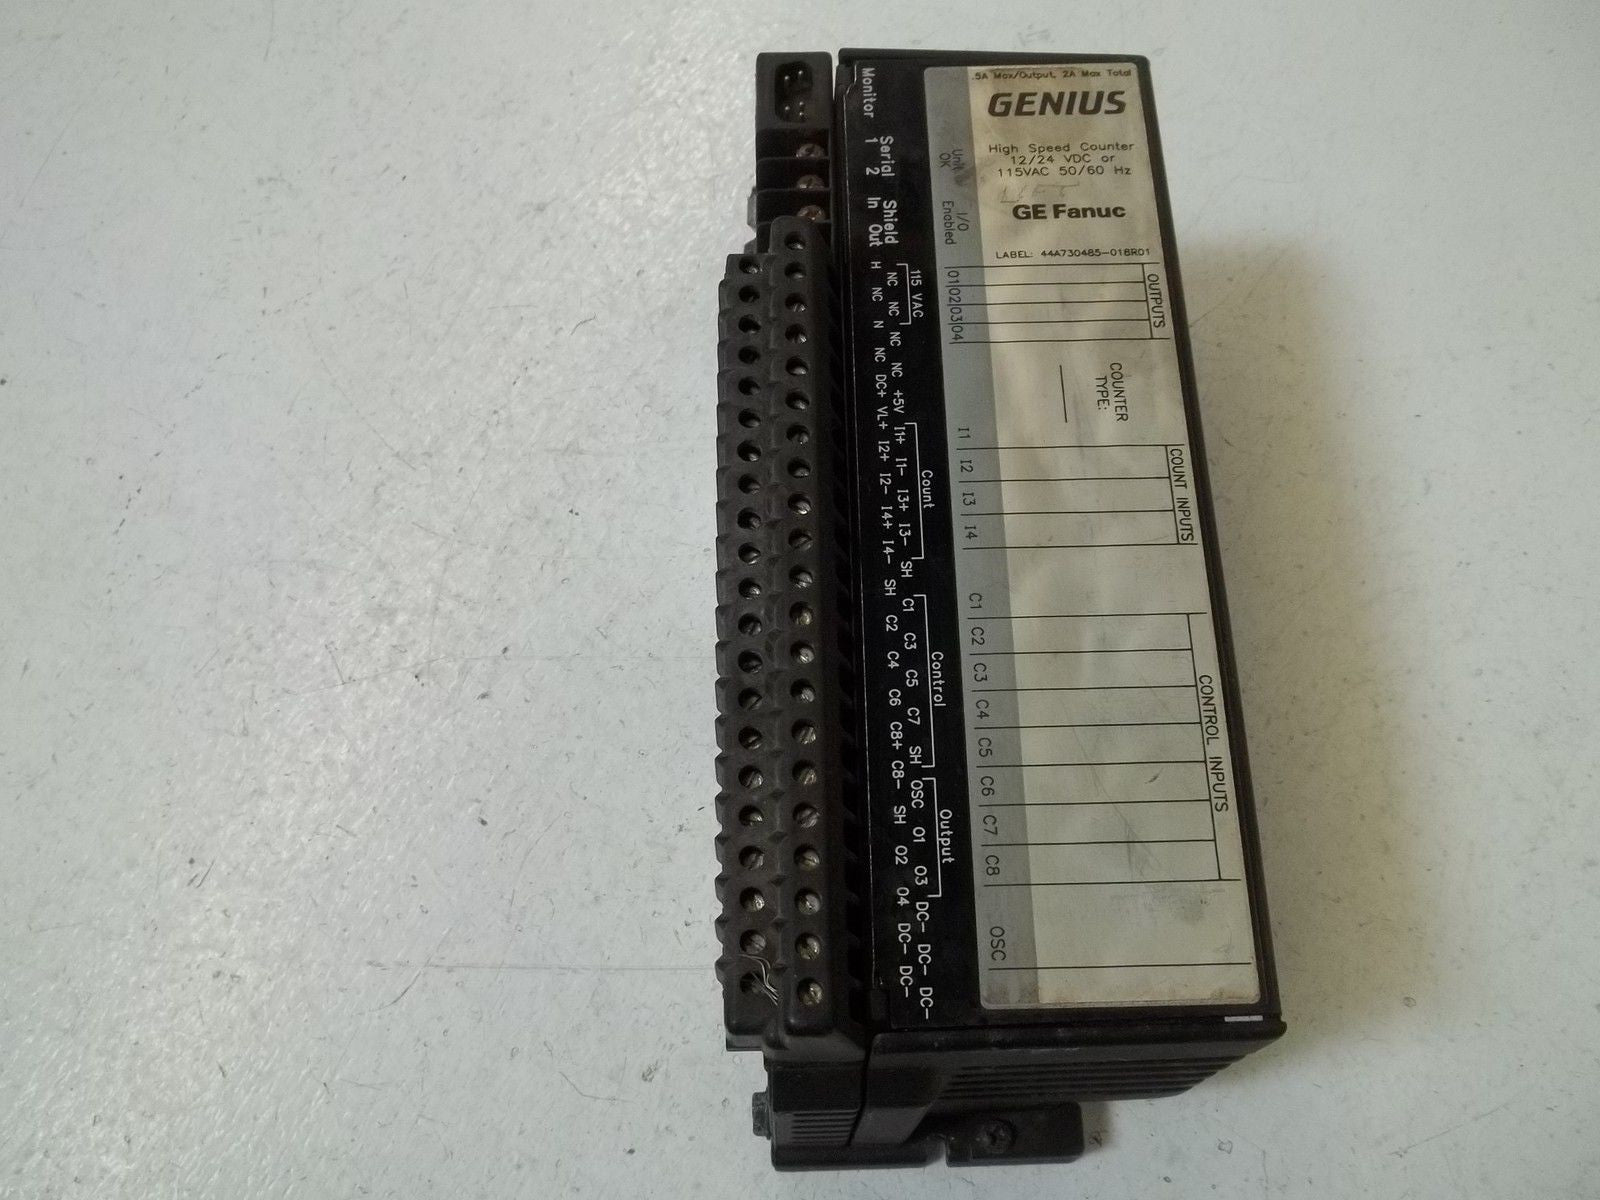 .5A Max/Output, 2A Max Total
GENIUS
High Speed Counter
12/24 VDC or
115VAC 50/60 Hz
GE Fanuc
LABEL: 44A730485-018R01
Unit OK
I/O Enabled
OUTPUTS
O1 O2 O3 O4
COUNTER TYPE:
COUNT INPUTS
I1 I2 I3 I4
CONTROL INPUTS
C1 C2 C3 C4 C5 C6 C7 C8
OSC
Monitor
Serial
1 2
Shield
In Out
115 VAC
NC NC NC NC +5V I1+ I1- I3+ I3- SH C1 C3 C5 C7 SH OSC O1 O3 DC- DC- DC-
H NC N NC DC+ VL+ I2+ I2- I4+ I4- SH C2 C4 C6 C8+ C8- SH O2 O4 DC- DC-
Count
Control
Output